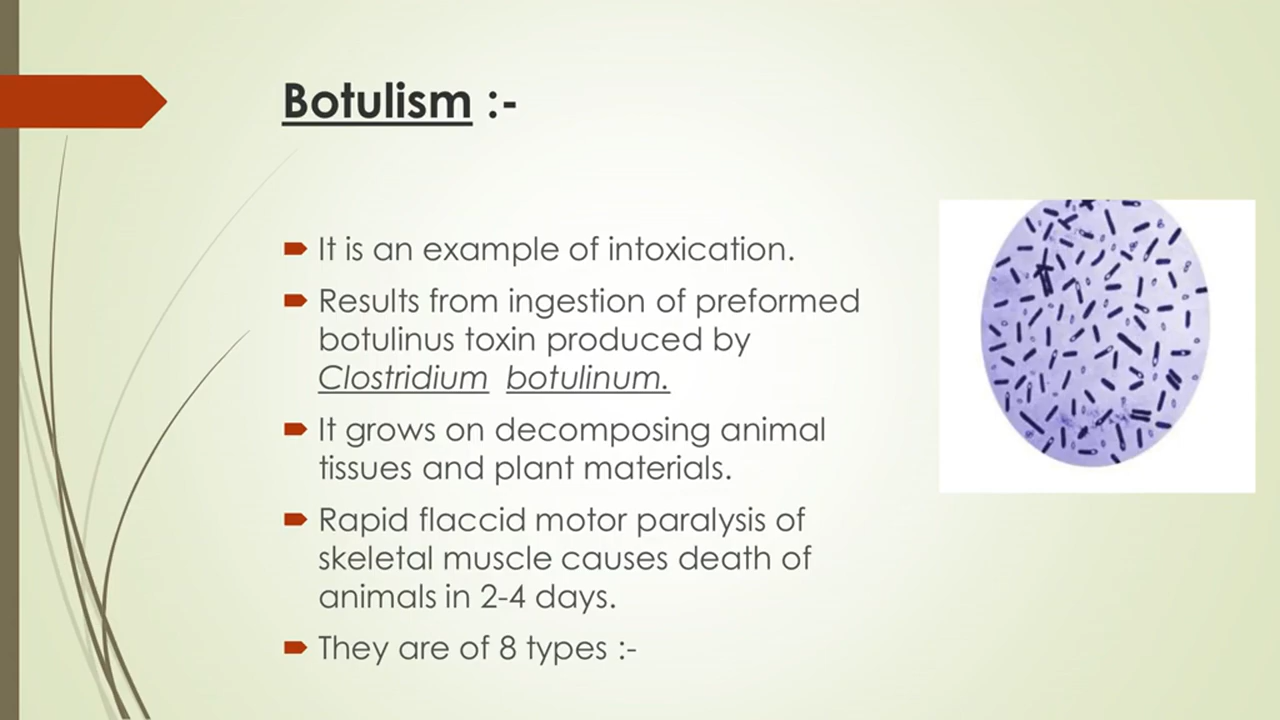 Botulism :-
It is an example of intoxication.
Results from ingestion of preformed
botulinus toxin produced by
Clostridium botulinum.
It grows on decomposing animal
tissues and plant materials.
Rapid flaccid motor paralysis of
skeletal muscle causes death of
animals in 2-4 days.
They are of 8 types :-